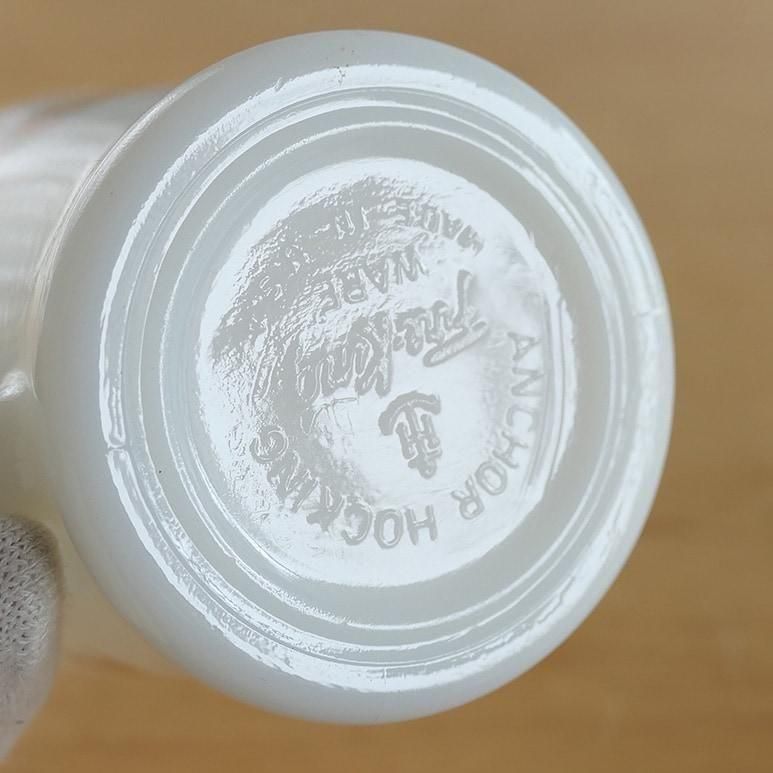 ANCHOR HOCKING
Fire-King
WARE
MADE IN U.S.A